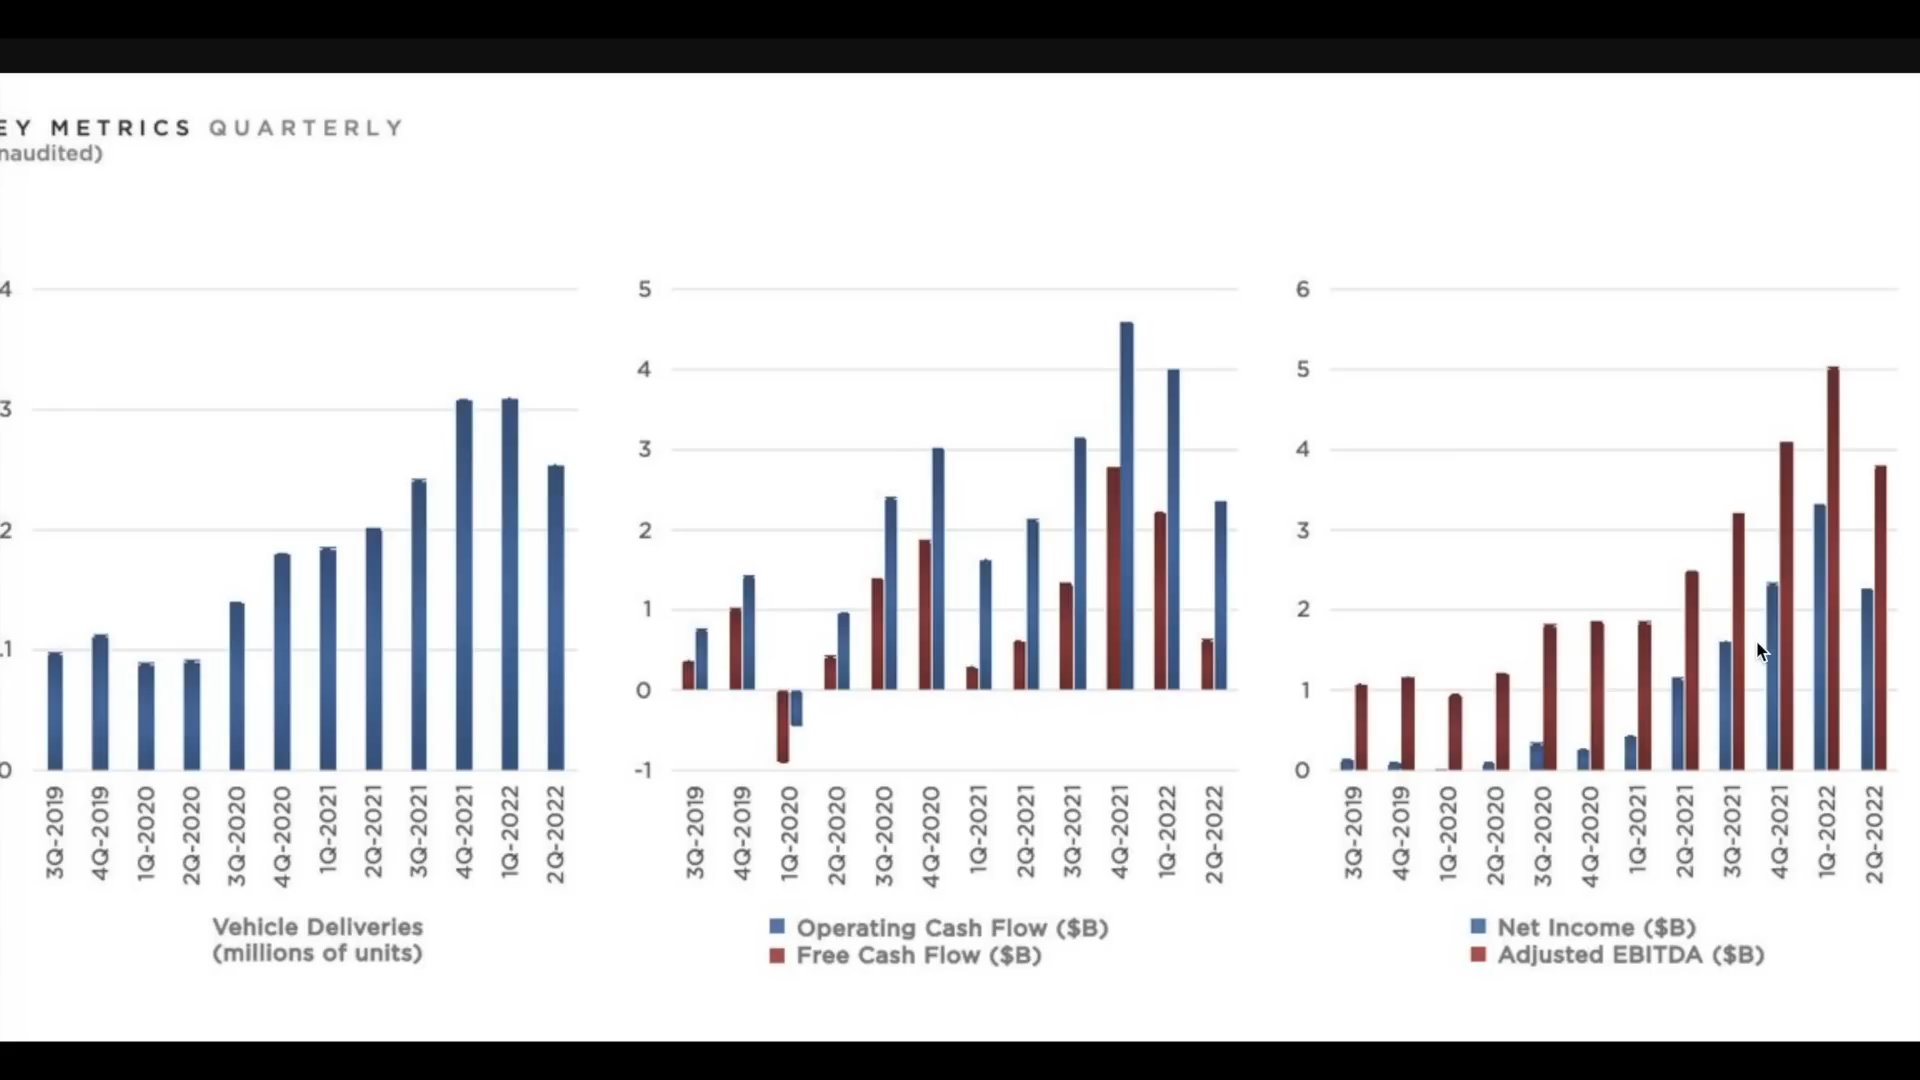 EY METRICS QUARTERLY
naudited)
4
3
2
.1
0
3Q-2019
4Q-2019
1Q-2020
2Q-2020
3Q-2020
4Q-2020
1Q-2021
2Q-2021
3Q-2021
4Q-2021
1Q-2022
2Q-2022
Vehicle Deliveries
(millions of units)
5
4
3
2
1
0
-1
3Q-2019
4Q-2019
1Q-2020
2Q-2020
3Q-2020
4Q-2020
1Q-2021
2Q-2021
3Q-2021
4Q-2021
1Q-2022
2Q-2022
Operating Cash Flow ($B)
Free Cash Flow ($B)
6
5
4
3
2
1
0
3Q-2019
4Q-2019
1Q-2020
2Q-2020
3Q-2020
4Q-2020
1Q-2021
2Q-2021
3Q-2021
4Q-2021
1Q-2022
2Q-2022
Net Income ($B)
Adjusted EBITDA ($B)